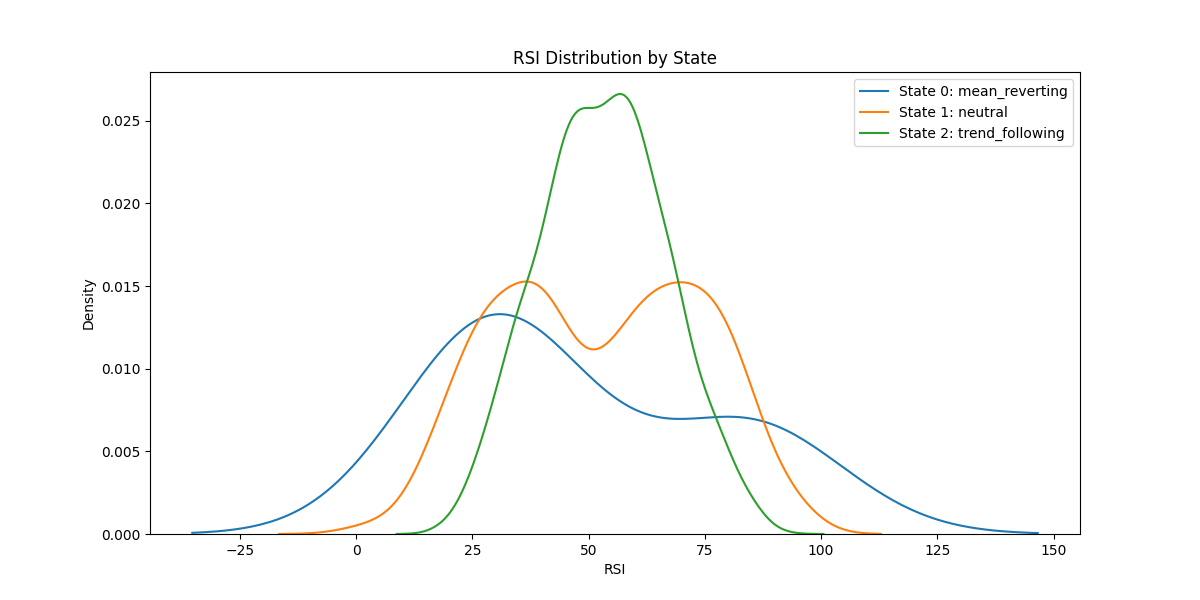 RSI Distribution by State
State 0: mean_reverting
State 1: neutral
State 2: trend_following
Density
0.025
0.020
0.015
0.010
0.005
0.000
−25
0
25
50
75
100
125
150
RSI